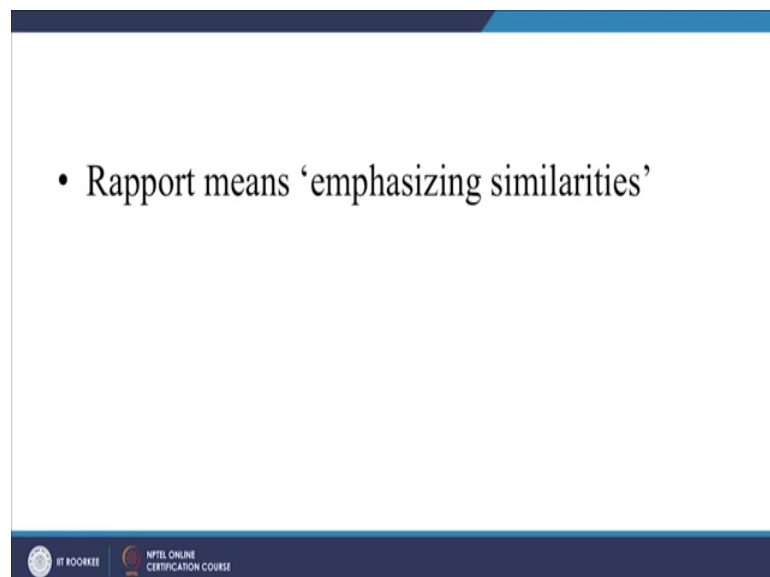 • Rapport means ‘emphasizing similarities’
IIT ROORKEE
NPTEL ONLINE
CERTIFICATION COURSE